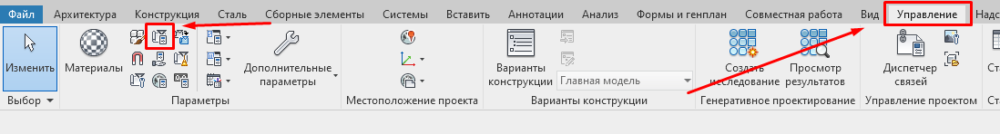 Файл Архитектура Конструкция Сталь Сборные элементы Системы Вставить Аннотации Анализ Формы и генплан Совместная работа Вид Управление Надс
Изменить
Материалы
Дополнительные
параметры
Варианты
конструкции
Главная модель
Создать
исследование
Просмотр
результатов
Диспетчер
связей
Ста
Выбор Параметры Местоположение проекта Варианты конструкции Генеративное проектирование Управление проектом